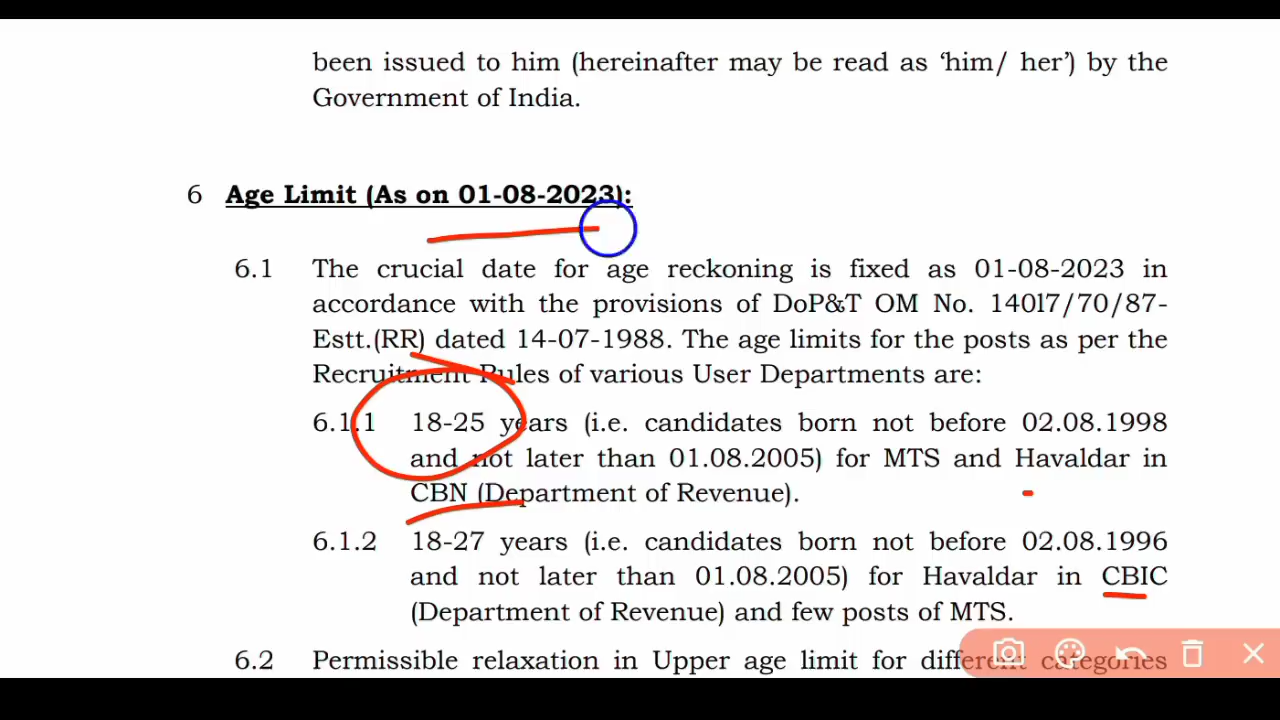 been issued to him (hereinafter may be read as ‘him/ her’) by the
Government of India.
6 Age Limit (As on 01-08-2023):
6.1 The crucial date for age reckoning is fixed as 01-08-2023 in
accordance with the provisions of DoP&T OM No. 14017/70/87-
Estt.(RR) dated 14-07-1988. The age limits for the posts as per the
Recruitment Rules of various User Departments are:
6.1.1 18-25 years (i.e. candidates born not before 02.08.1998
and not later than 01.08.2005) for MTS and Havaldar in
CBN (Department of Revenue).
6.1.2 18-27 years (i.e. candidates born not before 02.08.1996
and not later than 01.08.2005) for Havaldar in CBIC
(Department of Revenue) and few posts of MTS.
6.2 Permissible relaxation in Upper age limit for different categories